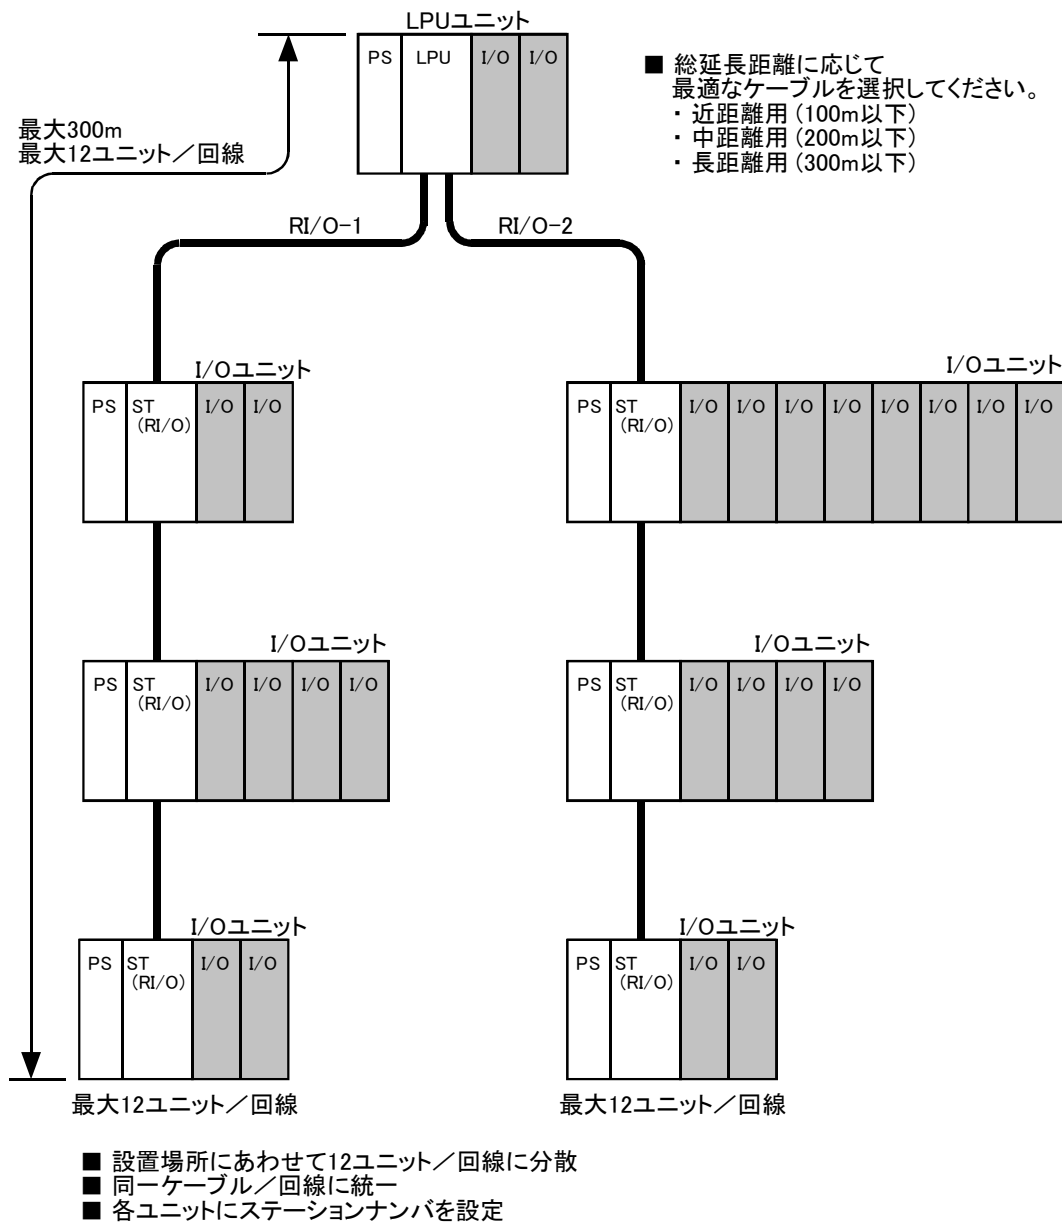 LPUユニット
PS LPU I/O I/O
■ 総延長距離に応じて
最適なケーブルを選択してください。
・ 近距離用 (100m以下)
・ 中距離用 (200m以下)
・ 長距離用 (300m以下)
最大300m
最大12ユニット／回線
RI/O-1
RI/O-2
I/Oユニット
PS ST (RI/O) I/O I/O
I/Oユニット
PS ST (RI/O) I/O I/O I/O I/O I/O I/O I/O I/O
I/Oユニット
PS ST (RI/O) I/O I/O I/O I/O
I/Oユニット
PS ST (RI/O) I/O I/O I/O I/O
I/Oユニット
PS ST (RI/O) I/O I/O
I/Oユニット
PS ST (RI/O) I/O I/O
最大12ユニット／回線
最大12ユニット／回線
■ 設置場所にあわせて12ユニット／回線に分散
■ 同一ケーブル／回線に統一
■ 各ユニットにステーションナンバを設定